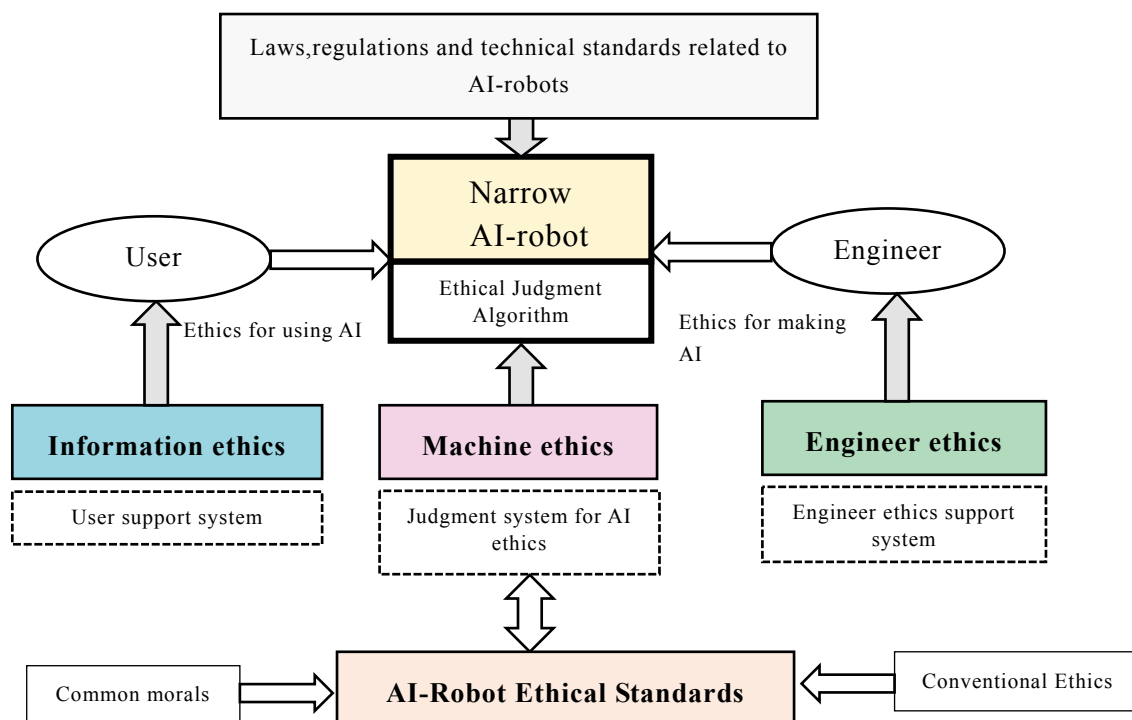 Laws,regulations and technical standards related to
AI-robots
Narrow
AI-robot
User
Engineer
Ethical Judgment
Algorithm
Ethics for using AI
Ethics for making
AI
Information ethics
Machine ethics
Engineer ethics
User support system
Judgment system for AI
ethics
Engineer ethics support
system
Common morals
AI-Robot Ethical Standards
Conventional Ethics